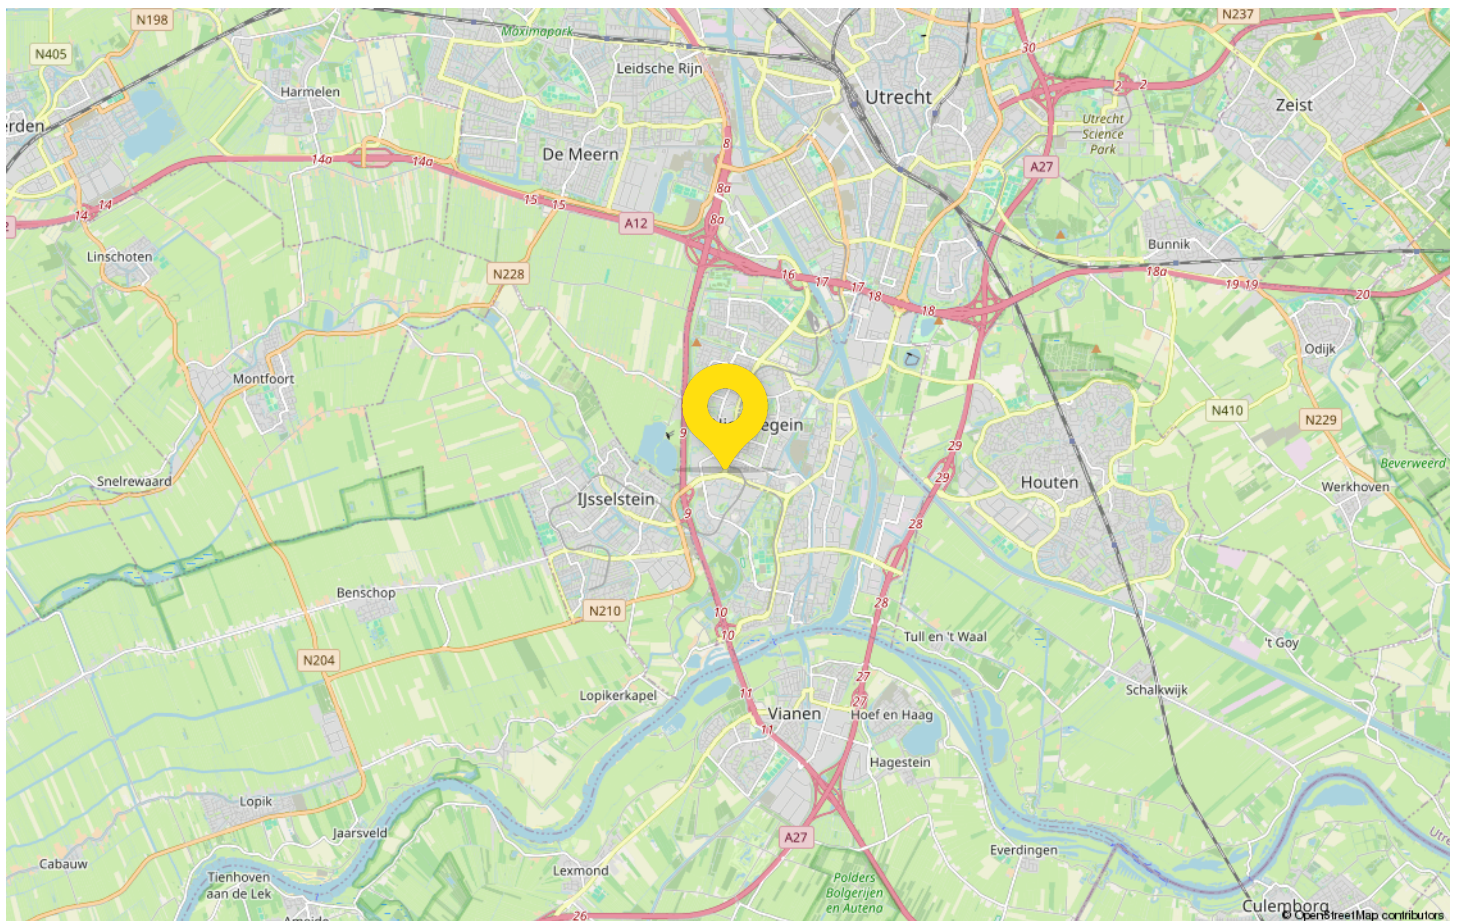 N198
N237
Maximapark
30
N405
Leidsche Rijn
2
2
Harmelen
Utrecht
Zeist
erden
Utrecht
Science
Park
8
De Meern
14a
14a
A27
8a
15
15
14
14
8a
A12
2
Bunnik
Linschoten
N228
16
17
17
18
18
18a
19
19
20
Odijk
Montfoort
N410
N229
9
egein
29
Beverweerd
Snelrewaard
29
Houten
Werkhoven
IJsselstein
9
28
Benschop
28
N210
10
10
Tull en 't Waal
't Goy
N204
27
Lopikerkapel
11
Schalkwijk
27
Vianen
Hoef en Haag
11
Hagestein
Lopik
Jaarsveld
A27
Everdingen
Cabauw
Lexmond
Tienhoven
aan de Lek
Polders
Bolgerijen
en Autena
Utre
Culemborg
26
Ameide
© OpenStreetMap contributors